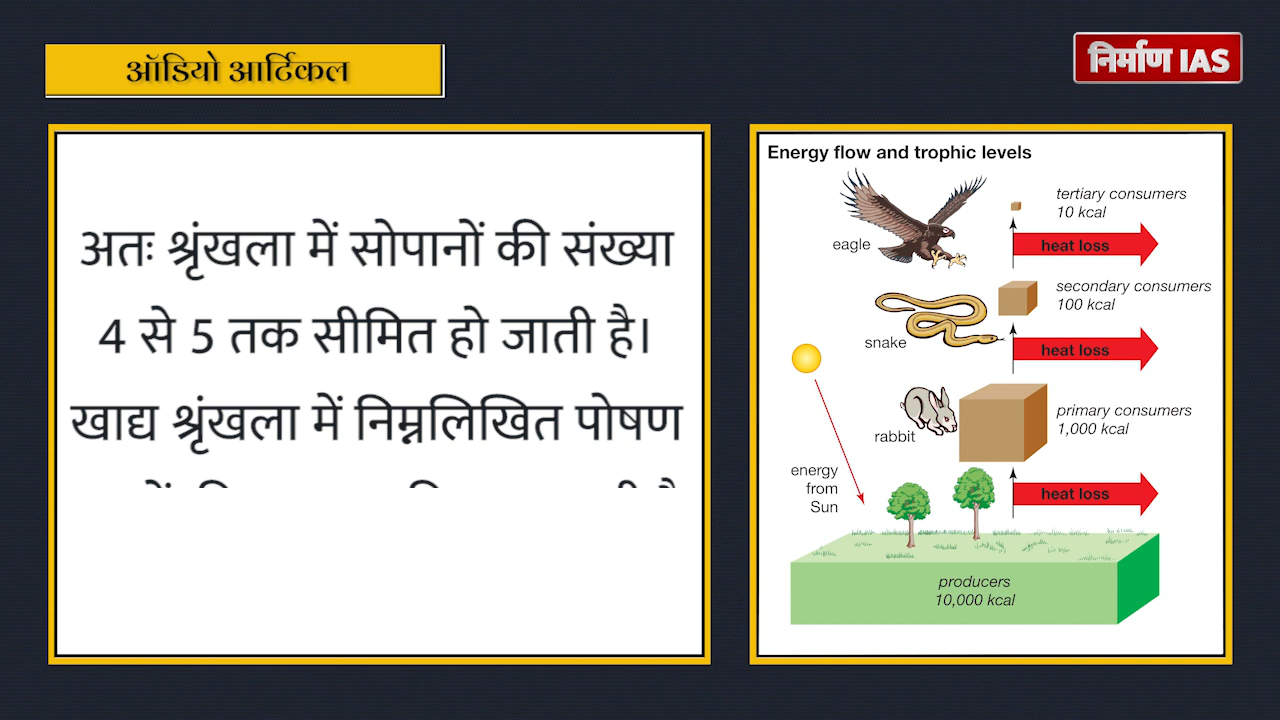 ऑडियो आर्टिकल
निर्माण IAS
अतः श्रृंखला में सोपानों की संख्या
4 से 5 तक सीमित हो जाती है।
खाद्य श्रृंखला में निम्नलिखित पोषण
Energy flow and trophic levels
tertiary consumers
10 kcal
eagle
heat loss
secondary consumers
100 kcal
snake
heat loss
primary consumers
1,000 kcal
rabbit
energy
from
Sun
heat loss
producers
10,000 kcal